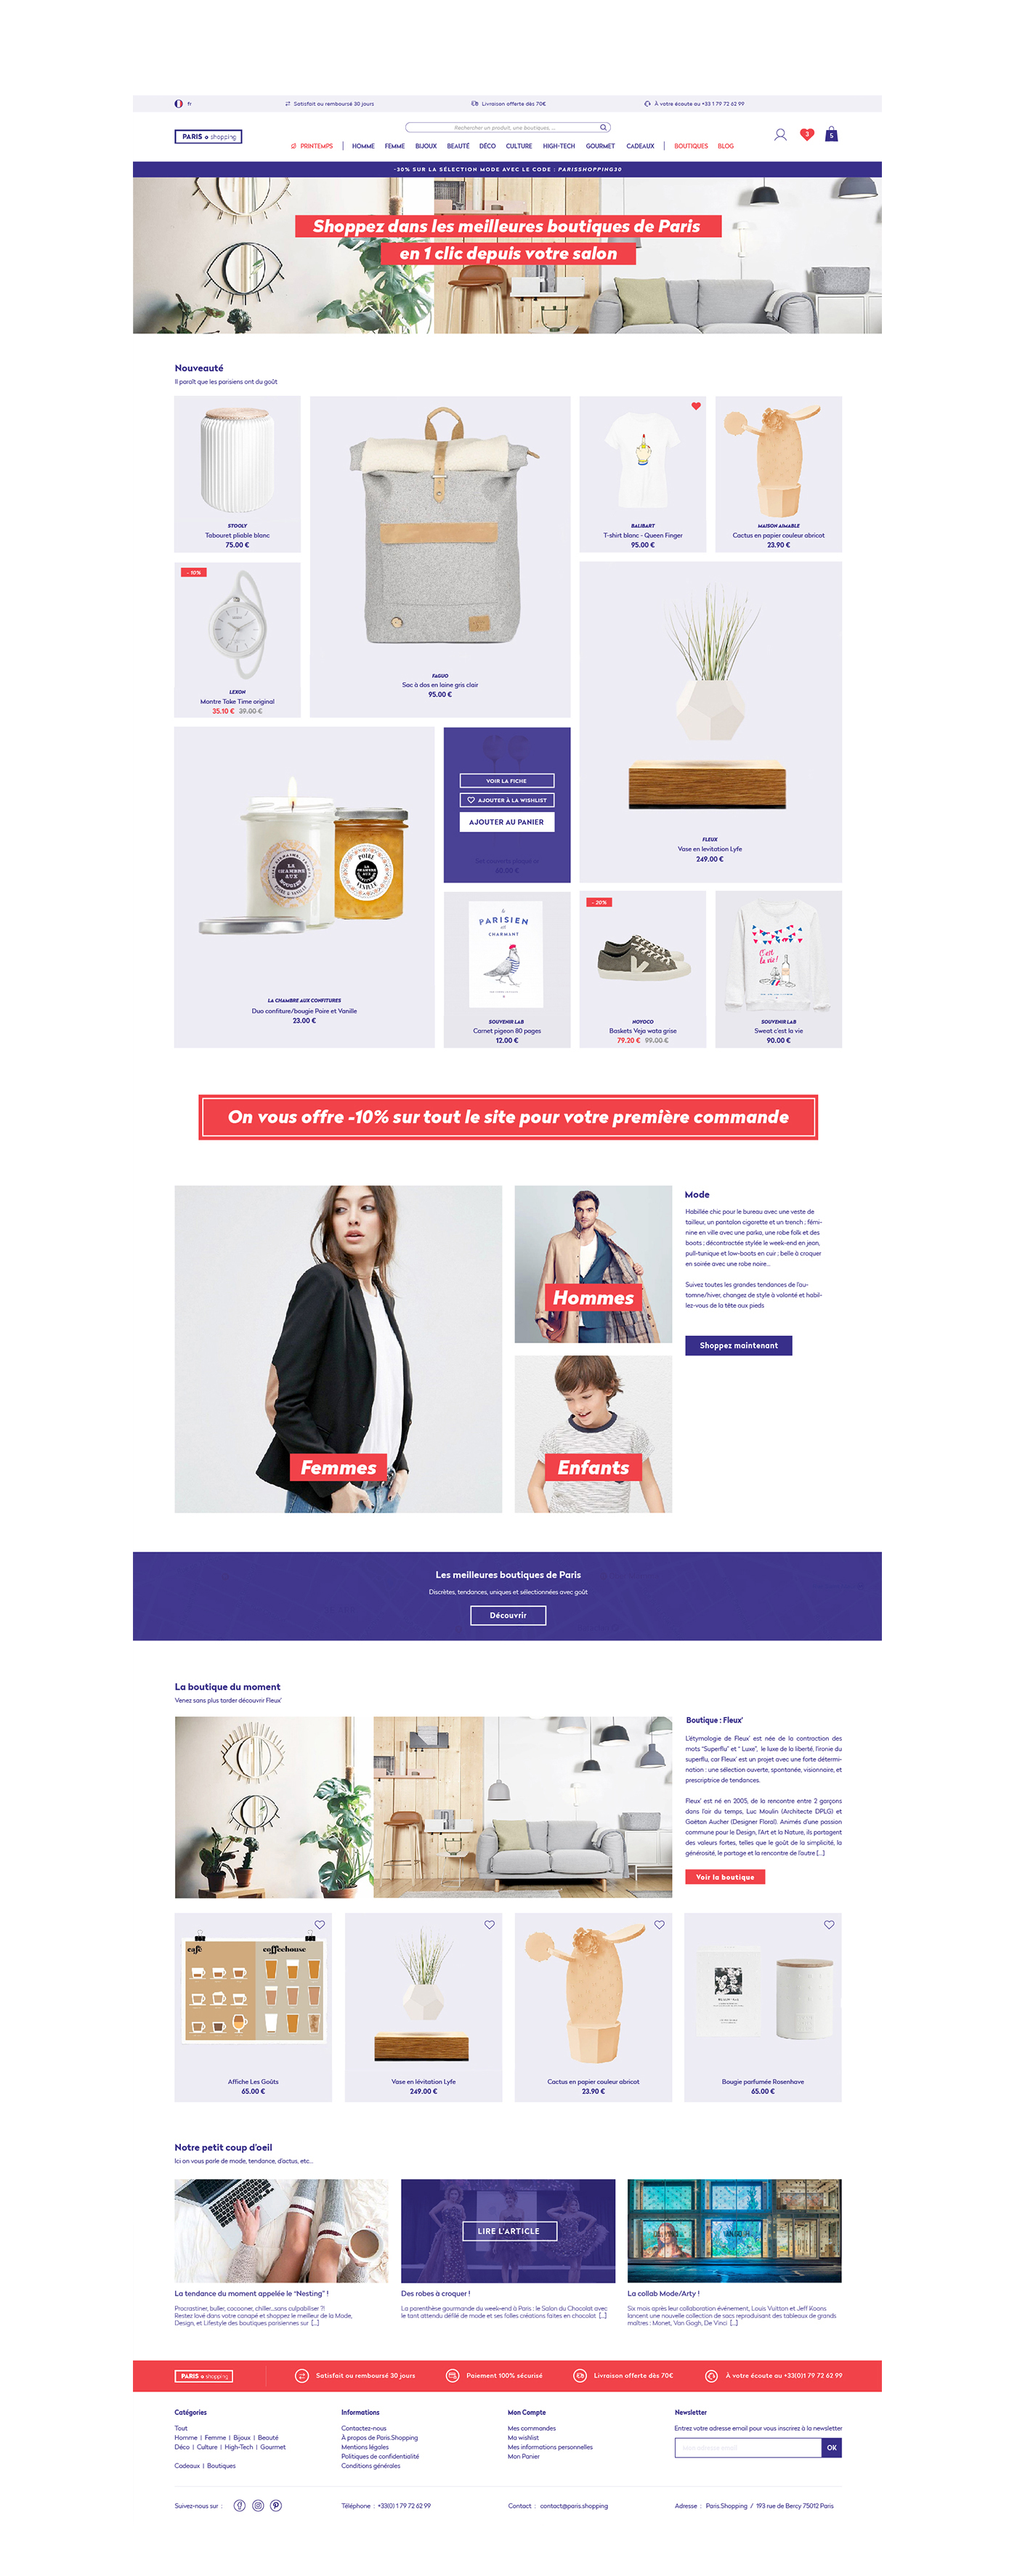 fr
Satisfait ou remboursé 30 jours
Livraison offerte dès 70€
À votre écoute au +33 1 79 72 62 99
PARIS o shopping
Rechercher un produit, une boutiques, ...
3
5
PRINTEMPS | HOMME FEMME BIJOUX BEAUTÉ DÉCO CULTURE HIGH-TECH GOURMET CADEAUX | BOUTIQUES BLOG
-30% SUR LA SÉLECTION MODE AVEC LE CODE : PARISSHOPPING30
Shoppez dans les meilleures boutiques de Paris
en 1 clic depuis votre salon
Nouveauté
Il paraît que les parisiens ont du goût
STOOLY
Tabouret pliable blanc
75.00 €
FAGUO
Sac à dos en laine gris clair
95.00 €
BALIBART
T-shirt blanc - Queen Finger
95.00 €
MAISON AIMABLE
Cactus en papier couleur abricot
23.90 €
- 10%
LEXON
Montre Take Time original
35.10 € 39.00 €
FLEUX
Vase en levitation Lyfe
249.00 €
LA CHAMBRE AUX CONFITURES
Duo confiture/bougie Poire et Vanille
23.00 €
VOIR LA FICHE
AJOUTER À LA WISHLIST
AJOUTER AU PANIER
PARISIEN
CHARMANT
SOUVENIR LAB
Carnet pigeon 80 pages
12.00 €
- 20%
NOYOCO
Baskets Veja wata grise
79.20 € 99.00 €
C'est
la vie!
SOUVENIR LAB
Sweat c'est la vie
90.00 €
On vous offre -10% sur tout le site pour votre première commande
Femmes
Hommes
Enfants
Mode
Habillée chic pour le bureau avec une veste de
tailleur, un pantalon cigarette et un trench ; fémi-
nine en ville avec une parka, une robe folk et des
boots ; décontractée stylée le week-end en jean,
pull-tunique et low-boots en cuir ; belle à croquer
en soirée avec une robe noire...
Suivez toutes les grandes tendances de l'au-
tomne/hiver, changez de style à volonté et habil-
lez-vous de la tête aux pieds
Shoppez maintenant
Les meilleures boutiques de Paris
Discrètes, tendances, uniques et sélectionnées avec goût
Découvrir
La boutique du moment
Venez sans plus tarder découvrir Fleux'
Boutique : Fleux'
L'étymologie de Fleux' est née de la contraction des
mots "Superflu" et " Luxe", le luxe de la liberté, l'ironie du
superflu, car Fleux' est un projet avec une forte détermi-
nation : une sélection ouverte, spontanée, visionnaire, et
prescriptrice de tendances.
Fleux' est né en 2005, de la rencontre entre 2 garçons
dans l'air du temps, Luc Moulin (Architecte DPLG) et
Gaëtan Aucher (Designer Floral). Animés d'une passion
commune pour le Design, l'Art et la Nature, ils partagent
des valeurs fortes, telles que le goût de la simplicité, la
générosité, le partage et la rencontre de l'autre [...]
Voir la boutique
café
coffeehouse
Affiche Les Goûts
65.00 €
Vase en lévitation Lyfe
249.00 €
Cactus en papier couleur abricot
23.90 €
Bougie parfumée Rosenhave
65.00 €
Notre petit coup d'oeil
Ici on vous parle de mode, tendance, d'actus, etc...
La tendance du moment appelée le "Nesting" !
Procrastiner, buller, cocooner, chiller...sans culpabiliser ?!
Restez lové dans votre canapé et shoppez le meilleur de la Mode,
Design, et Lifestyle des boutiques parisiennes sur [...]
LIRE L'ARTICLE
Des robes à croquer !
La parenthèse gourmande du week-end à Paris : le Salon du Chocolat avec
le tant attendu défilé de mode et ses folles créations faites en chocolat [...]
La collab Mode/Arty !
Six mois après leur collaboration événement, Louis Vuitton et Jeff Koons
lancent une nouvelle collection de sacs reproduisant des tableaux de grands
maîtres : Monet, Van Gogh, De Vinci [...]
PARIS o shopping
Satisfait ou remboursé 30 jours
Paiement 100% sécurisé
Livraison offerte dès 70€
À votre écoute au +33(0)1 79 72 62 99
Catégories
Tout
Homme | Femme | Bijoux | Beauté
Déco | Culture | High-Tech | Gourmet
Cadeaux | Boutiques
Informations
Contactez-nous
À propos de Paris.Shopping
Mentions légales
Politiques de confidentialité
Conditions générales
Mon Compte
Mes commandes
Ma wishlist
Mes informations personnelles
Mon Panier
Newsletter
Entrez votre adresse email pour vous inscrirez à la newsletter
OK
Suivez-nous sur :
Téléphone : +33(0) 1 79 72 62 99
Contact : contact@paris.shopping
Adresse : Paris.Shopping / 193 rue de Bercy 75012 Paris